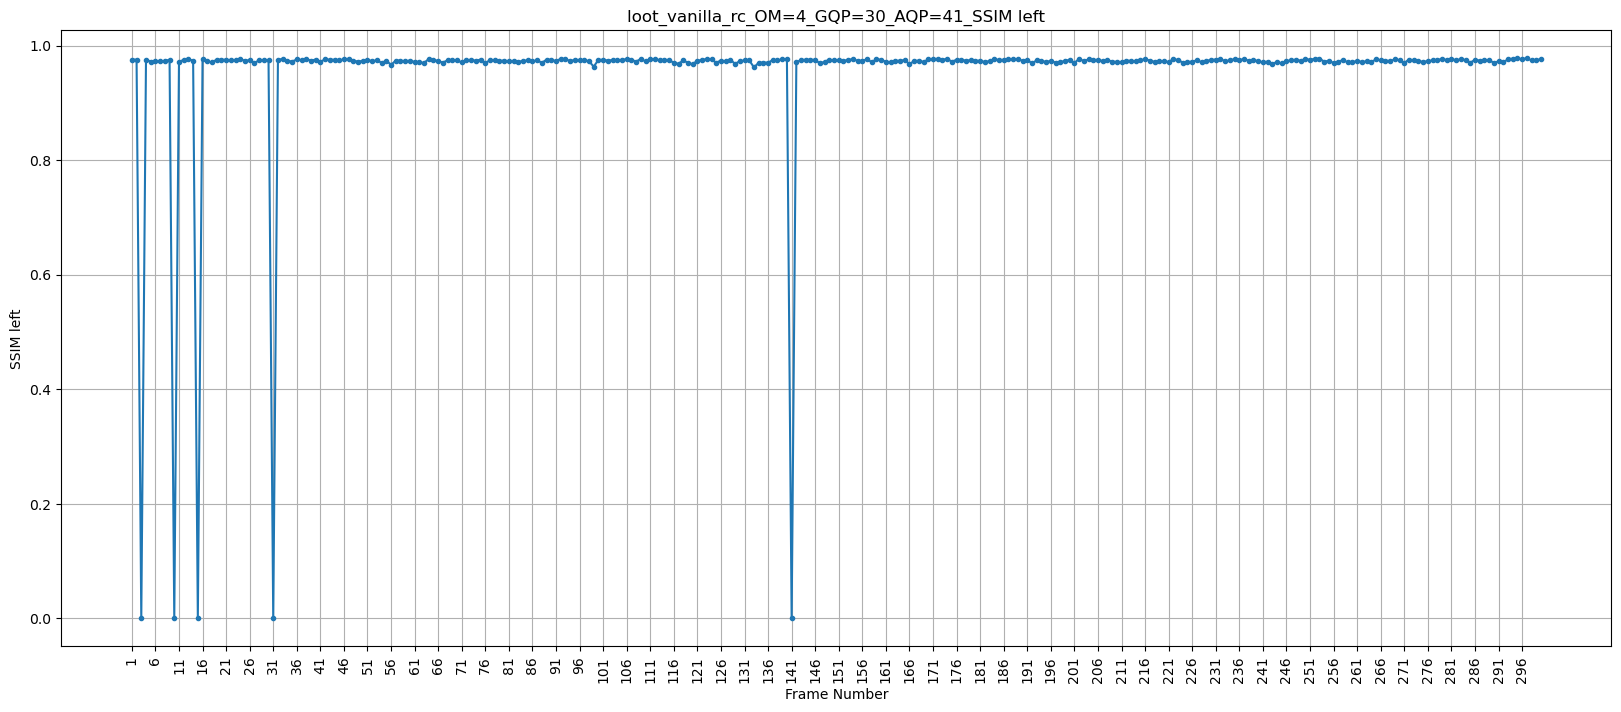 loot_vanilla_rc_OM=4_GQP=30_AQP=41_SSIM left
1.0
0.8
0.6
0.4
0.2
0.0
SSIM left
1 6 11 16 21 26 31 36 41 46 51 56 61 66 71 76 81 86 91 96 101 106 111 116 121 126 131 136 141 146 151 156 161 166 171 176 181 186 191 196 201 206 211 216 221 226 231 236 241 246 251 256 261 266 271 276 281 286 291 296
Frame Number